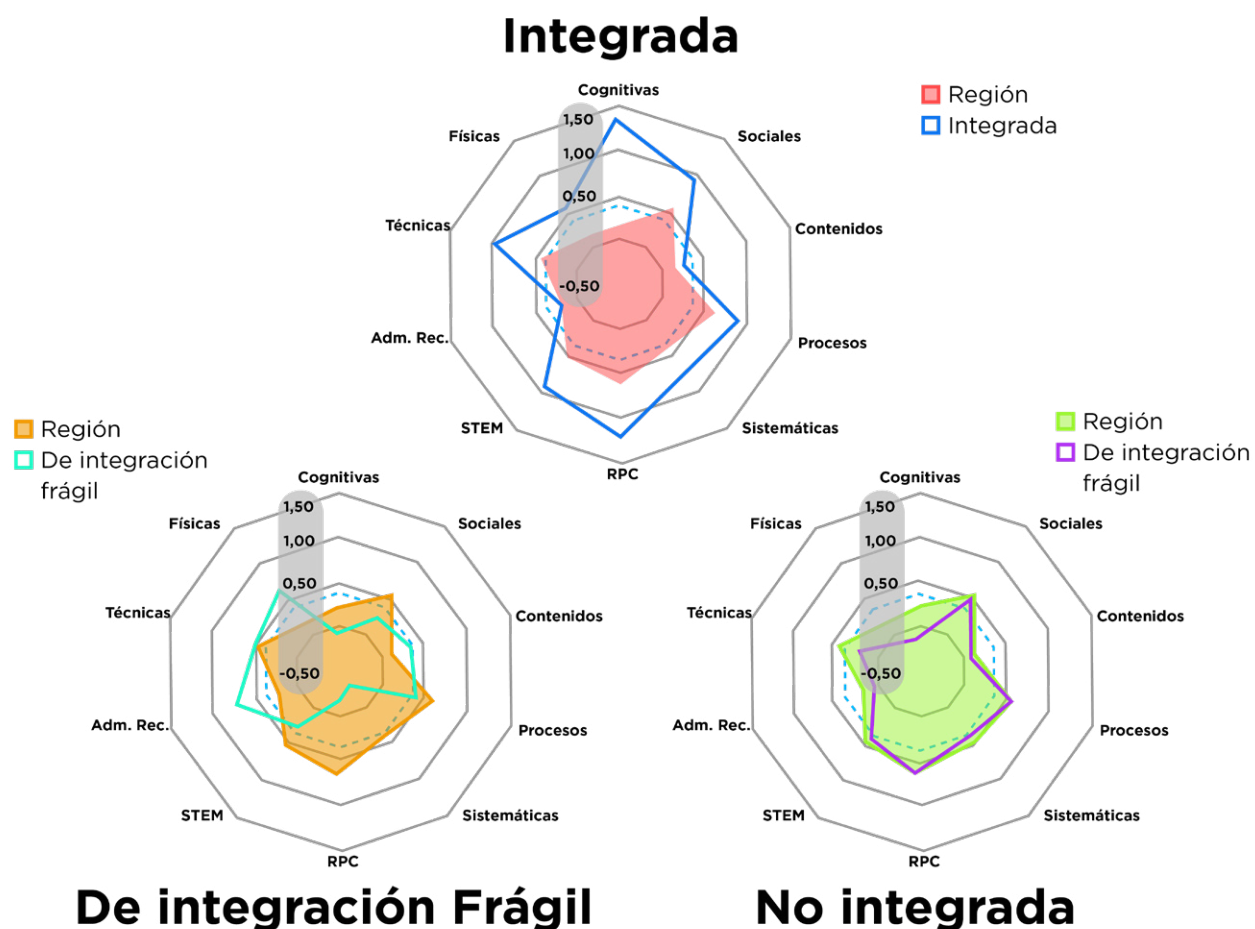 Integrada
Región
Integrada
Cognitivas
Sociales
Contenidos
Procesos
Sistemáticas
RPC
STEM
Adm. Rec.
Técnicas
Físicas
1,50
1,00
0,50
-0,50
Región
De integración
frágil
Cognitivas
Sociales
Contenidos
Procesos
Sistemáticas
RPC
STEM
Adm. Rec.
Técnicas
Físicas
1,50
1,00
0,50
-0,50
De integración Frágil
Región
De integración
frágil
Cognitivas
Sociales
Contenidos
Procesos
Sistemáticas
RPC
STEM
Adm. Rec.
Técnicas
Físicas
1,50
1,00
0,50
-0,50
No integrada